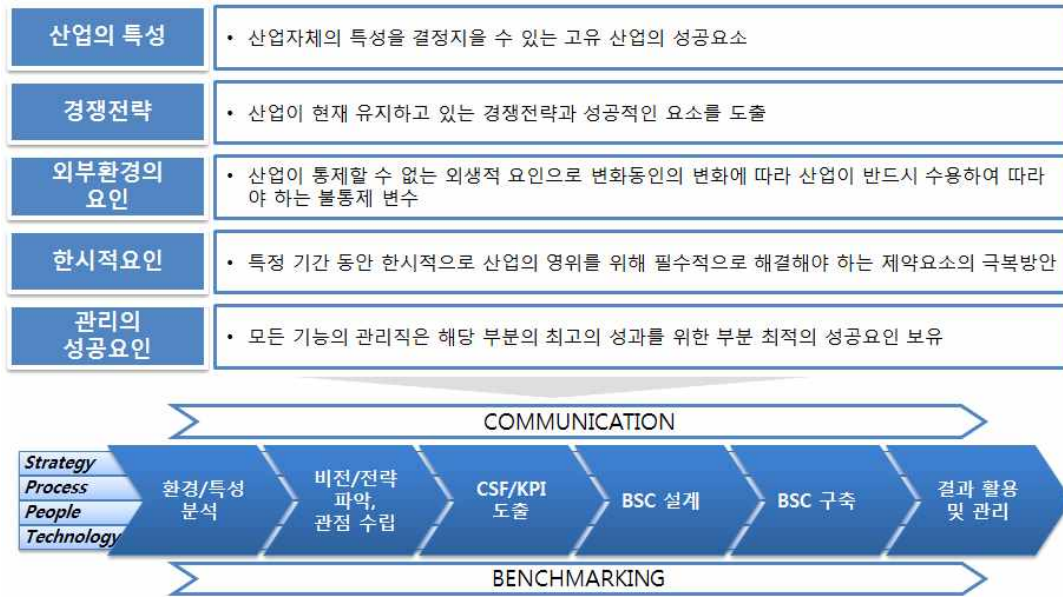 산업의 특성
• 산업자체의 특성을 결정지을 수 있는 고유 산업의 성공요소
경쟁전략
• 산업이 현재 유지하고 있는 경쟁전략과 성공적인 요소를 도출
외부환경의
요인
• 산업이 통제할 수 없는 외생적 요인으로 변화동인의 변화에 따라 산업이 반드시 수용하여 따라
야 하는 불통제 변수
한시적요인
• 특정 기간 동안 한시적으로 산업의 영위를 위해 필수적으로 해결해야 하는 제약요소의 극복방안
관리의
성공요인
• 모든 기능의 관리직은 해당 부분의 최고의 성과를 위한 부분 최적의 성공요인 보유
COMMUNICATION
Strategy
Process
People
Technology
환경/특성
분석
비전/전략
파악,
관점 수립
CSF/KPI
도출
BSC 설계
BSC 구축
결과 활용
및 관리
BENCHMARKING